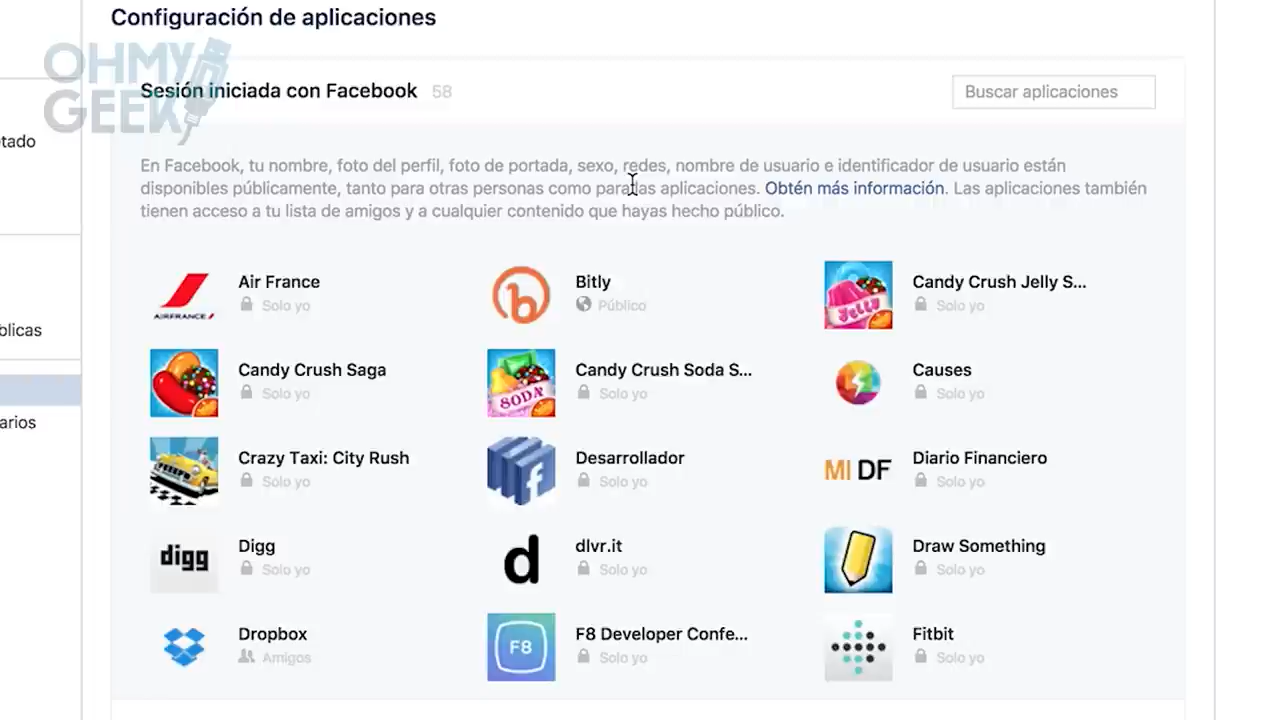 Configuración de aplicaciones
OHMY
GEEK
Sesión iniciada con Facebook 58
Buscar aplicaciones
tado
En Facebook, tu nombre, foto del perfil, foto de portada, sexo, redes, nombre de usuario e identificador de usuario están
disponibles públicamente, tanto para otras personas como para las aplicaciones. Obtén más información. Las aplicaciones también
tienen acceso a tu lista de amigos y a cualquier contenido que hayas hecho público.
Air France
Solo yo
AIRFRANCE
Bitly
Público
Candy Crush Jelly S...
Solo yo
JELLY
blicas
Candy Crush Saga
Solo yo
Candy Crush Soda S...
Solo yo
SODA
Causes
Solo yo
arios
Crazy Taxi: City Rush
Solo yo
Desarrollador
Solo yo
MI DF
Diario Financiero
Solo yo
digg
Digg
Solo yo
d
dlvr.it
Solo yo
Draw Something
Solo yo
Dropbox
Amigos
F8
F8 Developer Confe...
Solo yo
Fitbit
Solo yo